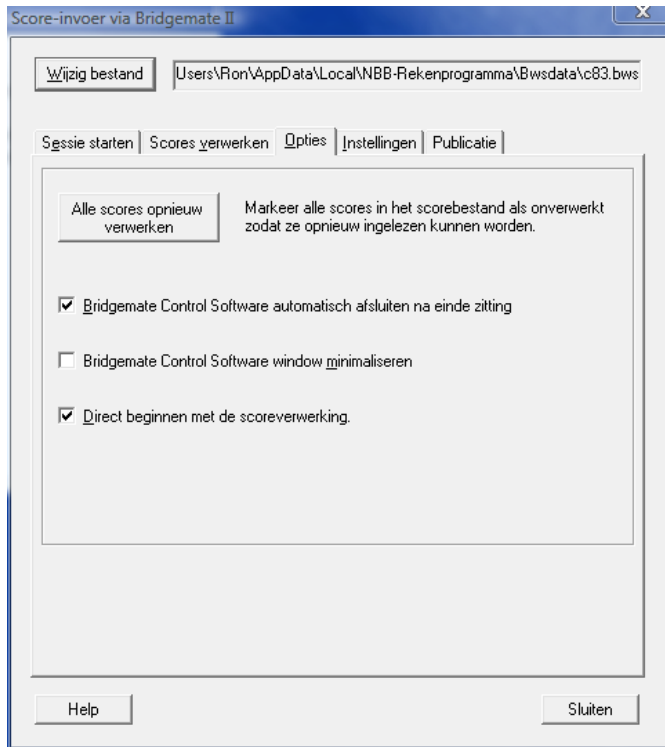 Score-invoer via Bridgemate II
Wijzig bestand
Users\Ron\AppData\Local\NBB-Rekenprogramma\Bwsdata\c83.bws
Sessie starten
Scores verwerken
Opties
Instellingen
Publicatie
Alle scores opnieuw
verwerken
Markeer alle scores in het scorebestand als onverwerkt
zodat ze opnieuw ingelezen kunnen worden.
Bridgemate Control Software automatisch afsluiten na einde zitting
Bridgemate Control Software window minimaliseren
Direct beginnen met de scoreverwerking.
Help
Sluiten